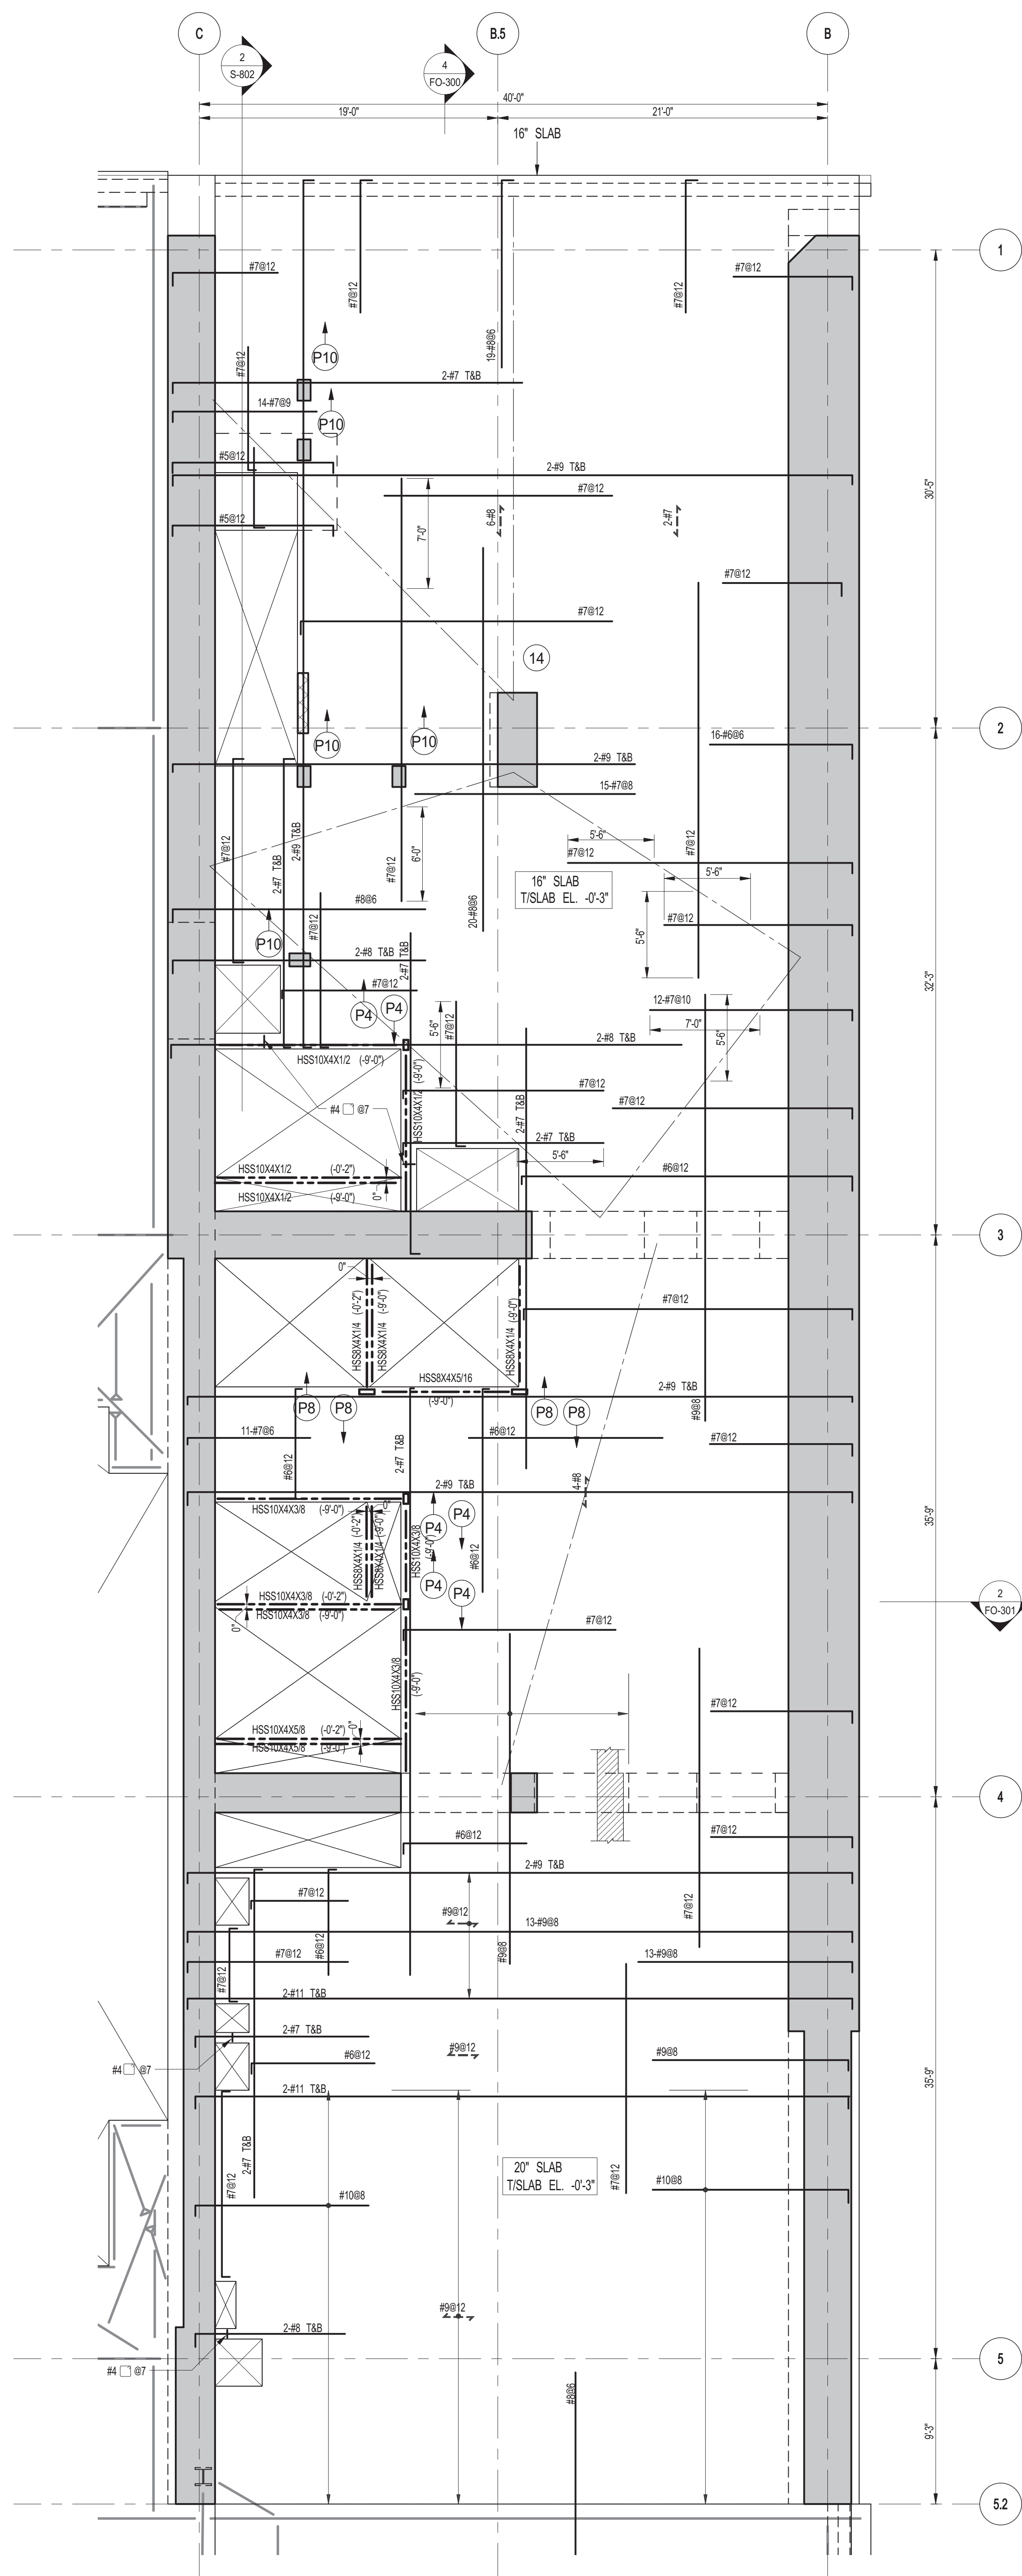 C
B.5
B
2
S-802
4
FO-300
40'-0"
19'-0"
21'-0"
16" SLAB
1
#7@12
#7@12
#7@12
#7@12
P10
19-#8@6
#7@12
2-#7 T&B
14-#7@9
P10
#5@12
2-#9 T&B
#7@12
30'-5"
#5@12
7'-0"
6-#8
2-#7
#7@12
#7@12
14
2
P10
P10
16-#6@6
2-#9 T&B
15-#7@8
#7@12
2-#7 T&B
2-#9 T&B
6'-0"
#7@12
5'-6"
#7@12
#7@12
5'-6"
16" SLAB
T/SLAB EL. -0'-3"
#8@6
20-#8@6
#7@12
#7@12
5'-6"
P10
2-#8 T&B
2-#7 T&B
#7@12
32'-3"
P4
P4
5'-6"
#7@12
12-#7@10
7'-0"
5'-6"
2-#8 T&B
HSS10X4X1/2 (-9'-0")
HSS10X4X1/2 (-9'-0")
#7@12
#4 @7
2-#7 T&B
#7@12
2-#7 T&B
5'-6"
HSS10X4X1/2 (-0'-2")
#6@12
HSS10X4X1/2 (-9'-0")
0"
3
0"
HSS8X4X1/4 (-0'-2")
HSS8X4X1/4 (-9'-0")
HSS8X4X1/4 (-9'-0")
#7@12
HSS8X4X5/16
(-9'-0")
2-#9 T&B
P8
P8
P8
P8
#9@8
11-#7@6
#6@12
2-#7 T&B
#6@12
#7@12
2-#9 T&B
4-#8
35'-9"
HSS10X4X3/8 (-9'-0")
0"
HSS8X4X1/4 (-0'-2")
HSS8X4X1/4 (-9'-0")
HSS10X4X3/8
(-9'-0")
P4
P4
#6@12
P4
P4
HSS10X4X3/8 (-0'-2")
HSS10X4X3/8 (-9'-0")
0"
2
FO-301
#7@12
HSS10X4X3/8
(-9'-0")
#7@12
HSS10X4X5/8 (-0'-2")
0"
HSS10X4X5/8 (-9'-0")
4
#6@12
#7@12
2-#9 T&B
#7@12
#9@12
#7@12
13-#9@8
#6@12
#9@8
#7@12
13-#9@8
#7@12
2-#11 T&B
2-#7 T&B
#4 @7
#6@12
#9@12
#9@8
35'-9"
2-#11 T&B
2-#7 T&B
#7@12
20" SLAB
T/SLAB EL. -0'-3"
#7@12
#10@8
#10@8
#9@12
2-#8 T&B
#4 @7
5
#8@6
9'-3"
5.2